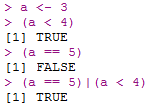 > a <- 3
> (a < 4)
[1] TRUE
> (a == 5)
[1] FALSE
> (a == 5)|(a < 4)
[1] TRUE